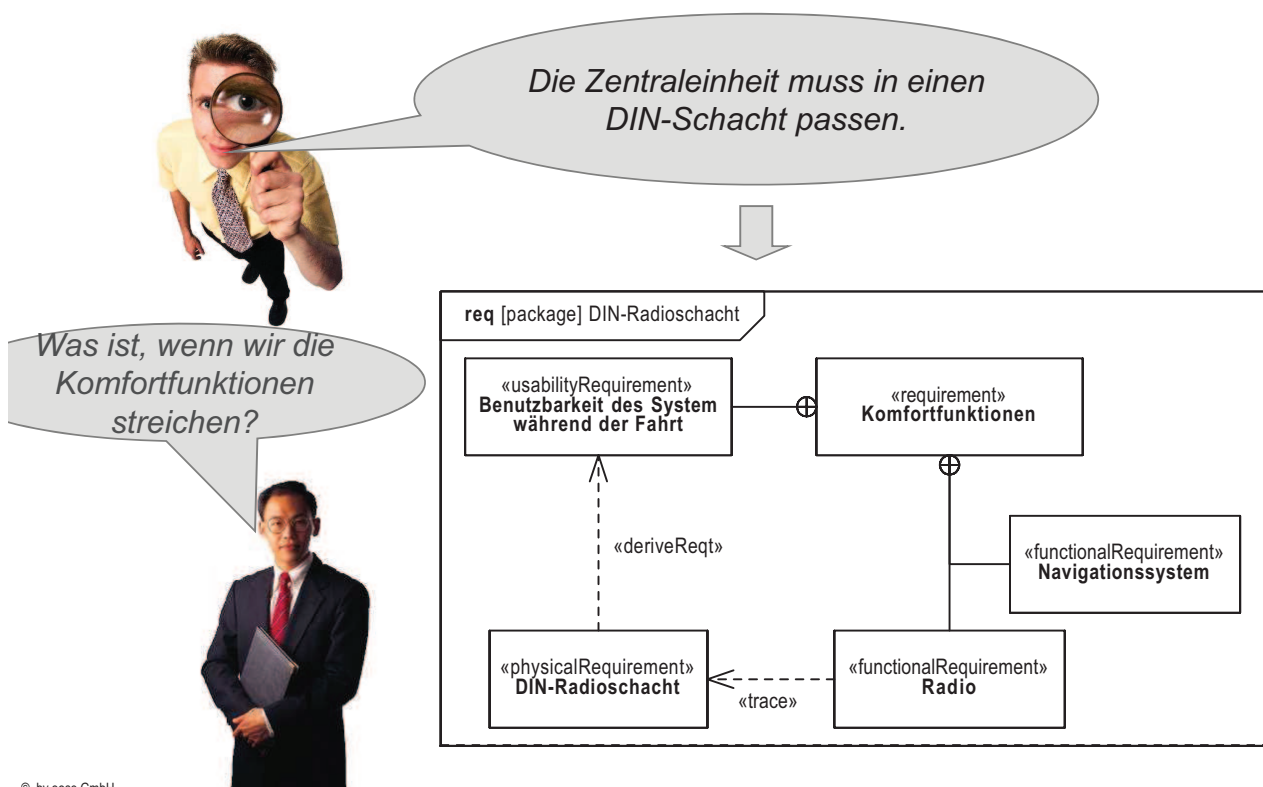 Die Zentraleinheit muss in einen
DIN-Schacht passen.
Was ist, wenn wir die
Komfortfunktionen
streichen?
req [package] DIN-Radioschacht
«usabilityRequirement»
Benutzbarkeit des System
während der Fahrt
«requirement»
Komfortfunktionen
«deriveReqt»
«functionalRequirement»
Navigationssystem
«physicalRequirement»
DIN-Radioschacht
«trace»
«functionalRequirement»
Radio